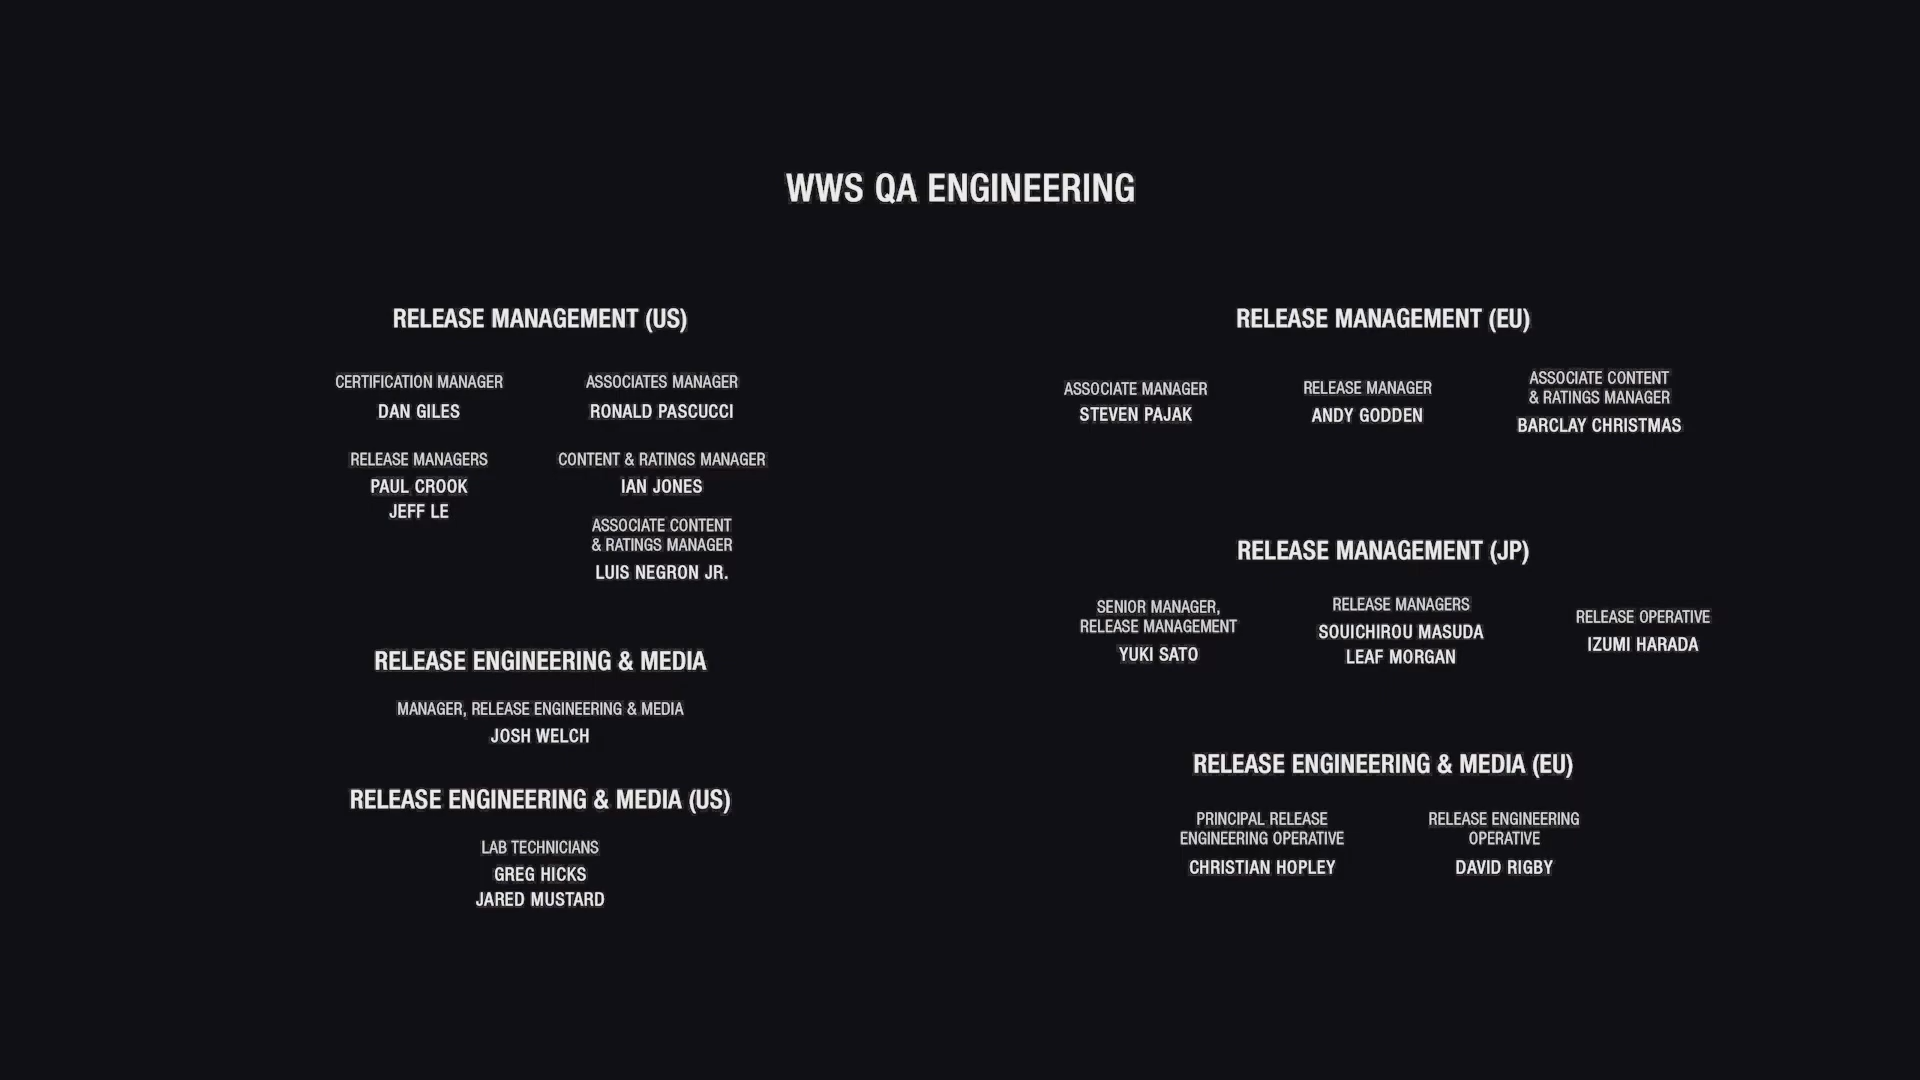 WWS QA ENGINEERING
RELEASE MANAGEMENT (US)
CERTIFICATION MANAGER
DAN GILES
ASSOCIATES MANAGER
RONALD PASCUCCI
RELEASE MANAGERS
PAUL CROOK
JEFF LE
CONTENT & RATINGS MANAGER
IAN JONES
ASSOCIATE CONTENT
& RATINGS MANAGER
LUIS NEGRON JR.
RELEASE ENGINEERING & MEDIA
MANAGER, RELEASE ENGINEERING & MEDIA
JOSH WELCH
RELEASE ENGINEERING & MEDIA (US)
LAB TECHNICIANS
GREG HICKS
JARED MUSTARD
RELEASE MANAGEMENT (EU)
ASSOCIATE MANAGER
STEVEN PAJAK
RELEASE MANAGER
ANDY GODDEN
ASSOCIATE CONTENT
& RATINGS MANAGER
BARCLAY CHRISTMAS
RELEASE MANAGEMENT (JP)
SENIOR MANAGER,
RELEASE MANAGEMENT
YUKI SATO
RELEASE MANAGERS
SOUICHIROU MASUDA
LEAF MORGAN
RELEASE OPERATIVE
IZUMI HARADA
RELEASE ENGINEERING & MEDIA (EU)
PRINCIPAL RELEASE
ENGINEERING OPERATIVE
CHRISTIAN HOPLEY
RELEASE ENGINEERING
OPERATIVE
DAVID RIGBY